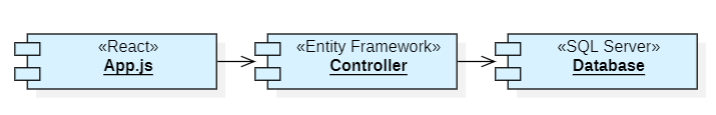 «React»
App.js
«Entity Framework»
Controller
«SQL Server»
Database